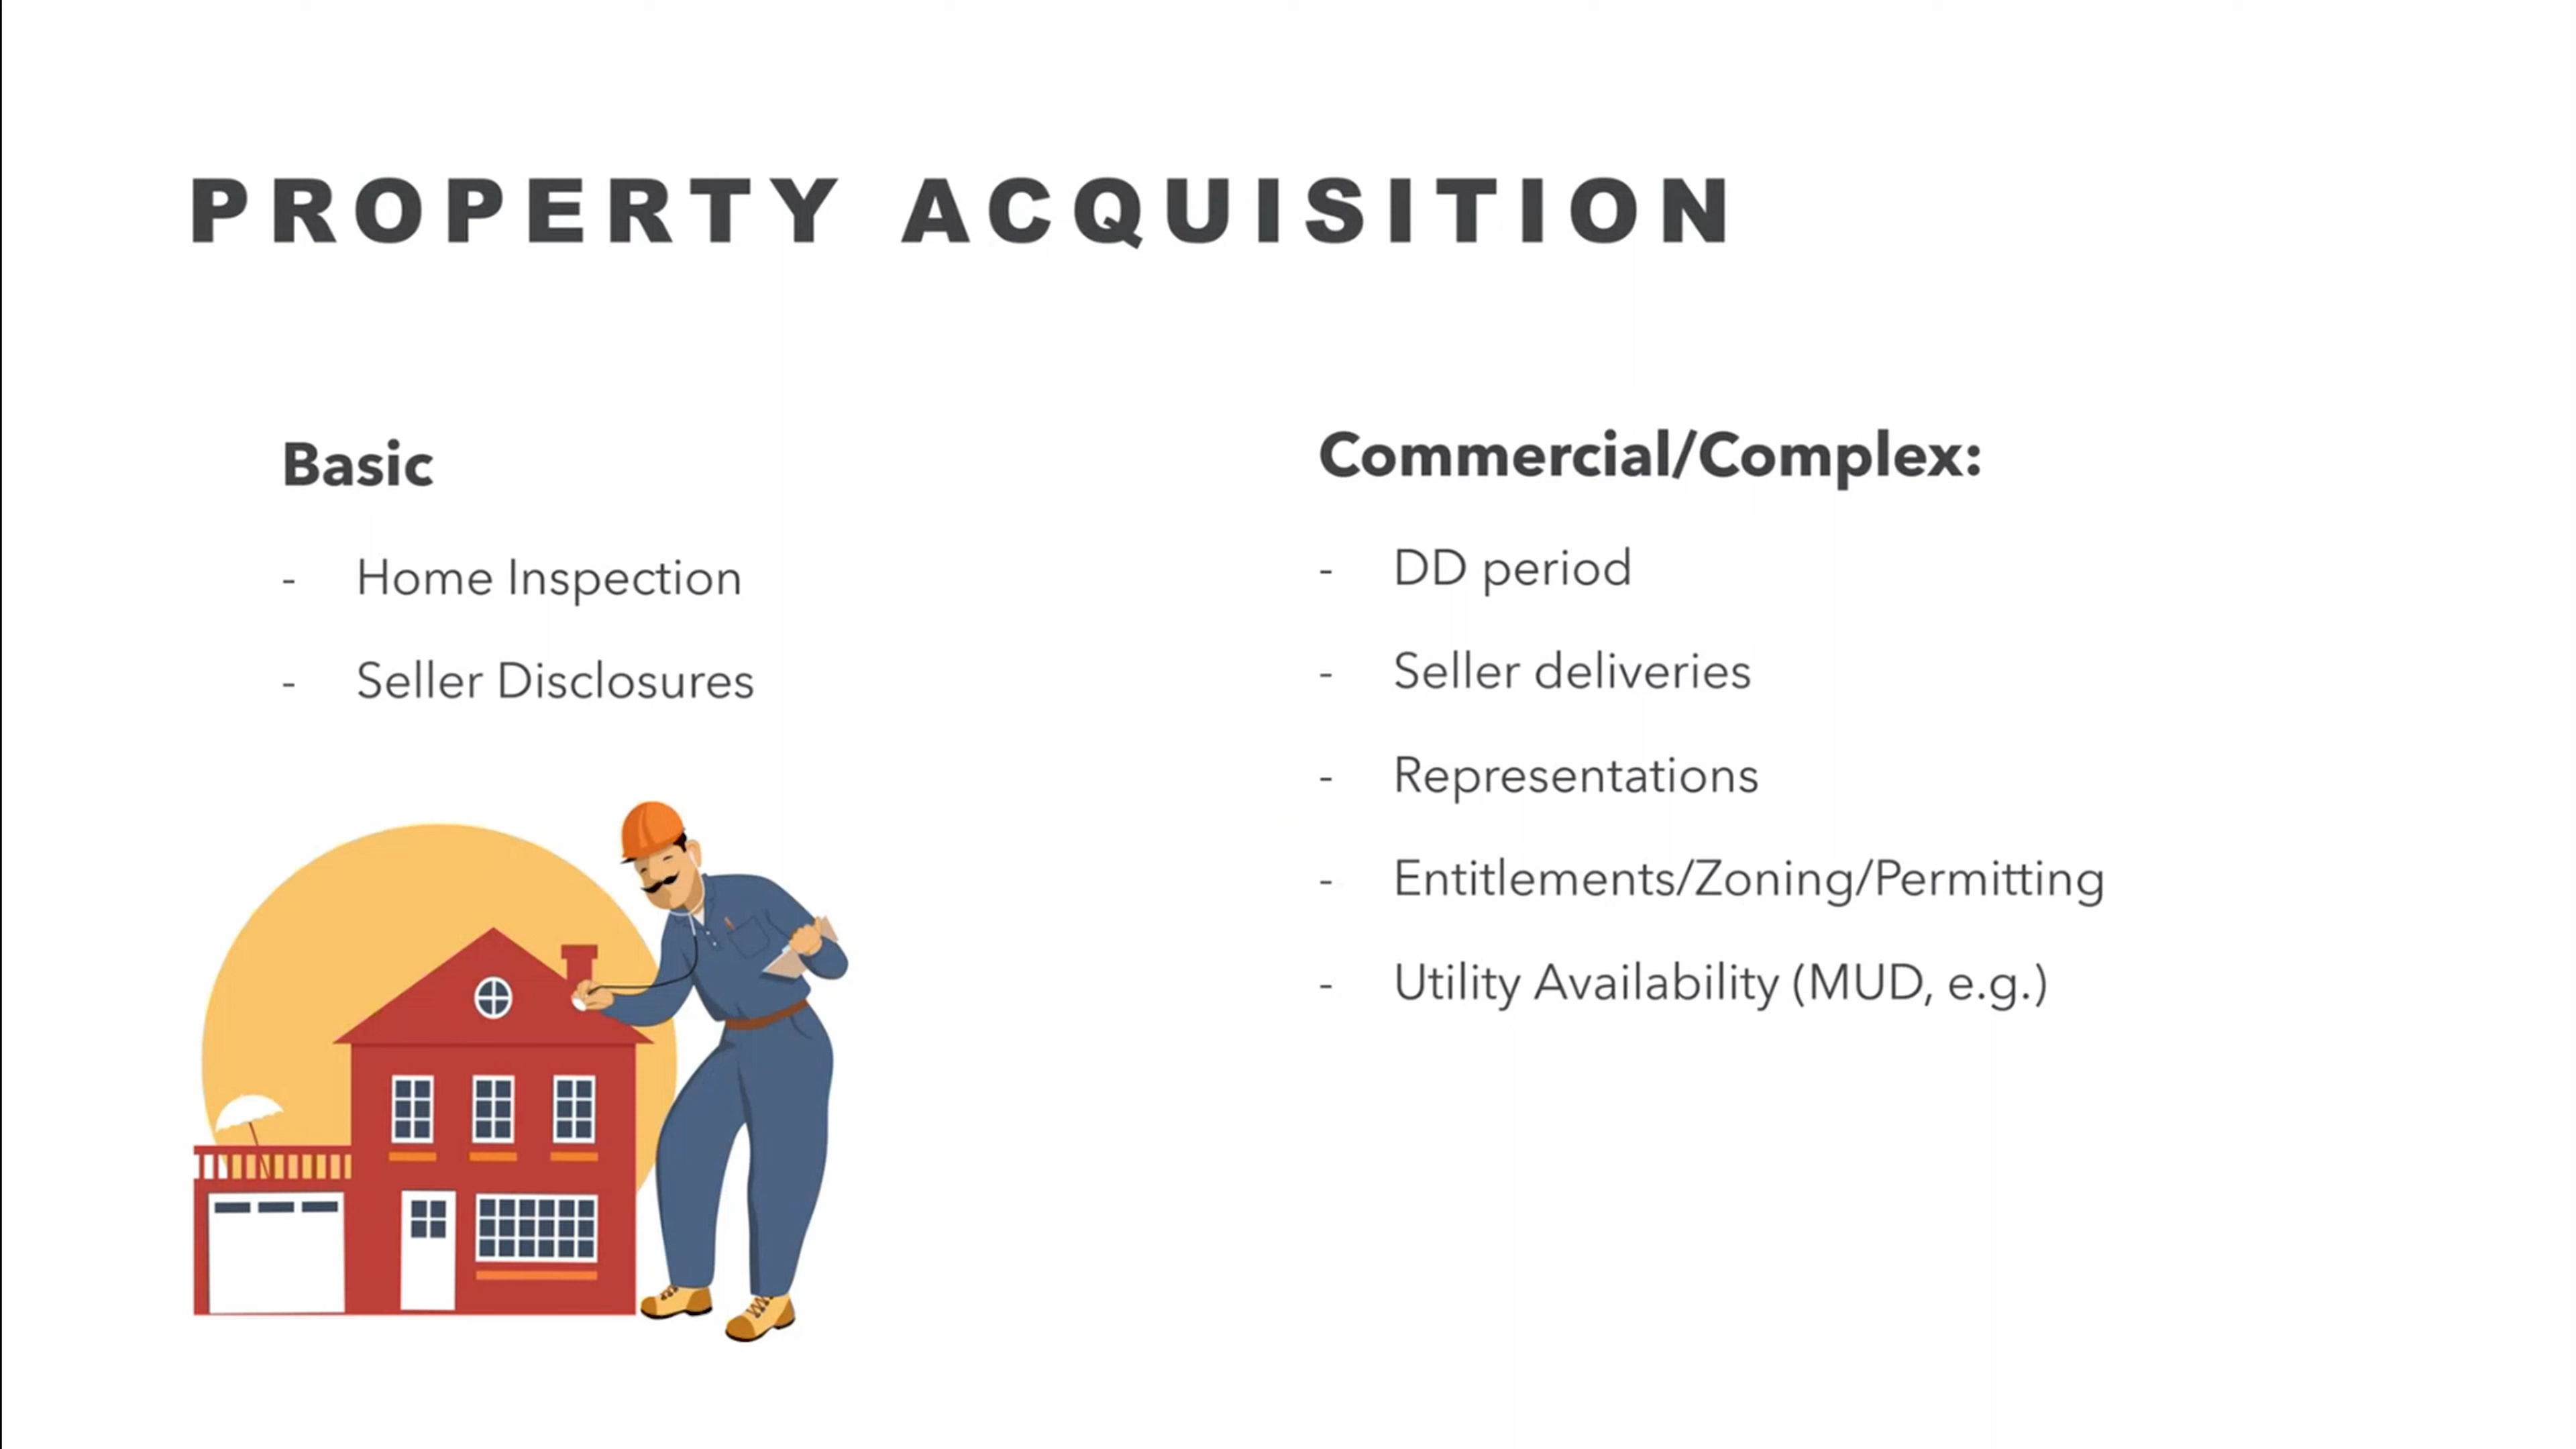 PROPERTY ACQUISITION
Basic
- Home Inspection
- Seller Disclosures
Commercial/Complex:
- DD period
- Seller deliveries
- Representations
- Entitlements/Zoning/Permitting
- Utility Availability (MUD, e.g.)